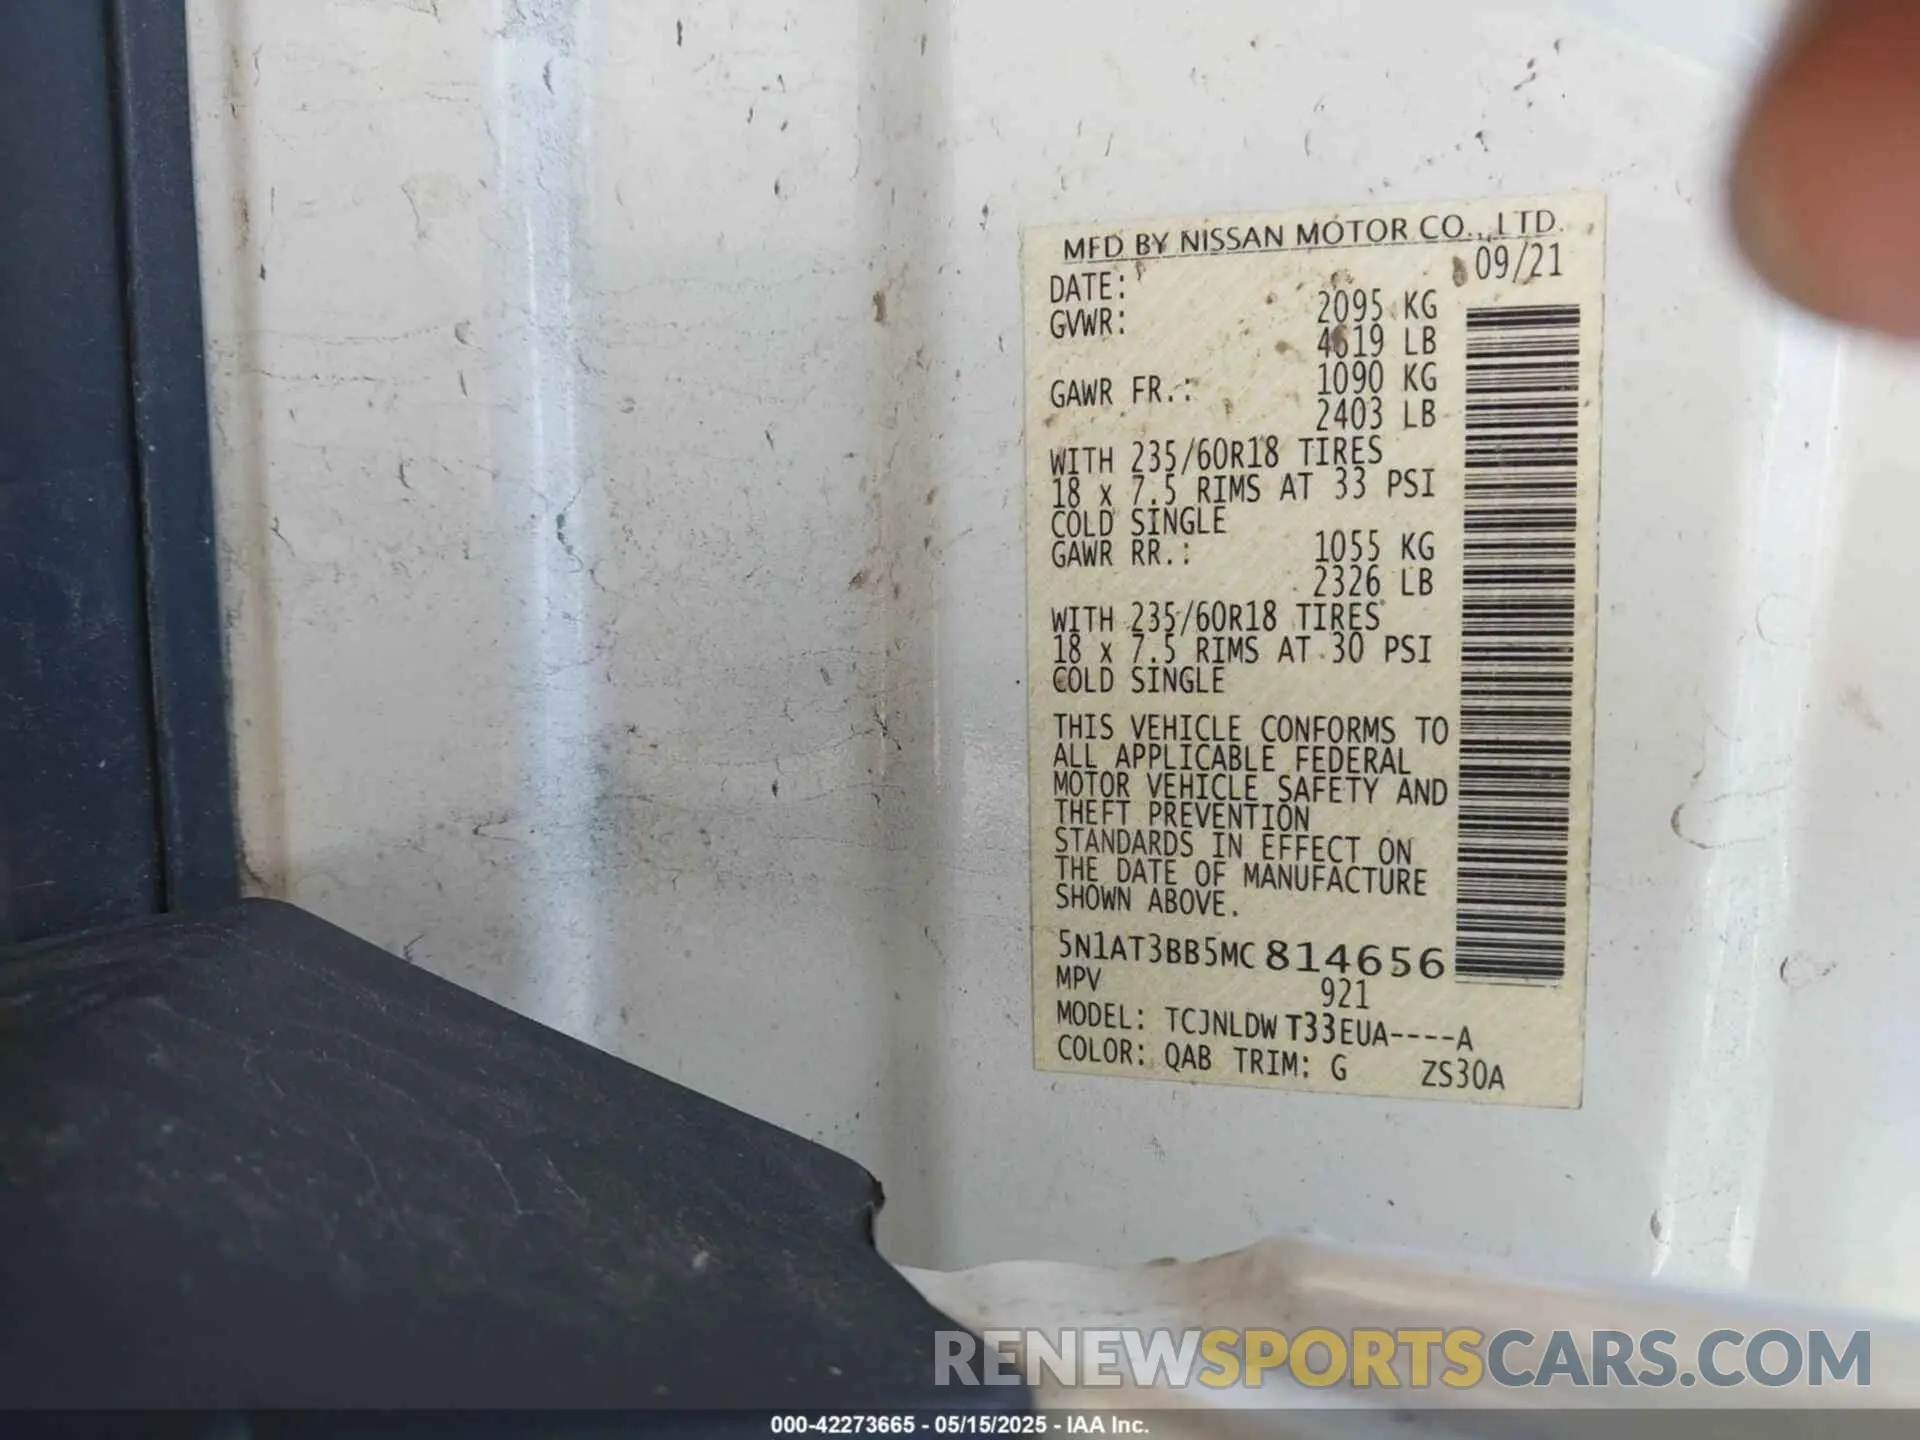 MFD BY NISSAN MOTOR CO., LTD.
DATE: 09/21
GVWR: 2095 KG
4619 LB
GAWR FR.: 1090 KG
2403 LB
WITH 235/60R18 TIRES
18 x 7.5 RIMS AT 33 PSI
COLD SINGLE
GAWR RR.: 1055 KG
2326 LB
WITH 235/60R18 TIRES
18 x 7.5 RIMS AT 30 PSI
COLD SINGLE
THIS VEHICLE CONFORMS TO
ALL APPLICABLE FEDERAL
MOTOR VEHICLE SAFETY AND
THEFT PREVENTION
STANDARDS IN EFFECT ON
THE DATE OF MANUFACTURE
SHOWN ABOVE.
5N1AT3BB5MC814656
MPV 921
MODEL: TCJNLDWT33EUA----A
COLOR: QAB TRIM: G ZS30A
RENEWSPORTSCARS.COM
000-42273665 - 05/15/2025 - IAA Inc.